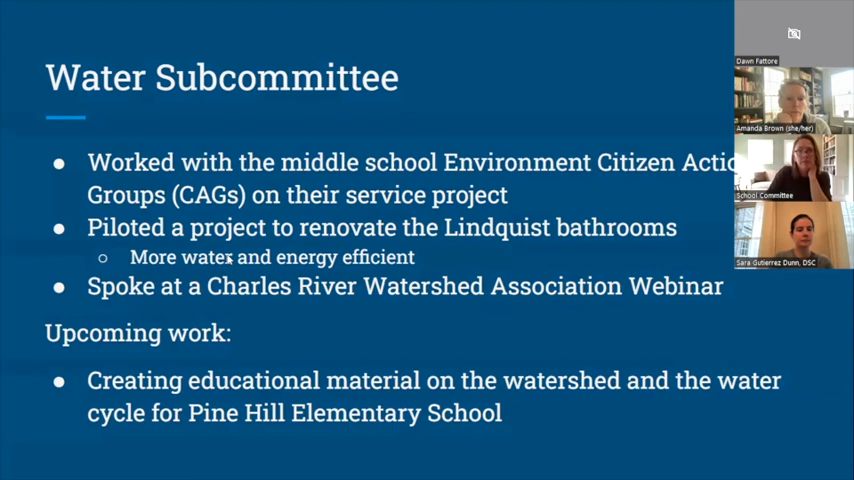 Water Subcommittee
● Worked with the middle school Environment Citizen Actio
Groups (CAGs) on their service project
● Piloted a project to renovate the Lindquist bathrooms
○ More water and energy efficient
● Spoke at a Charles River Watershed Association Webinar
Upcoming work:
● Creating educational material on the watershed and the water
cycle for Pine Hill Elementary School
Dawn Fattore
Amanda Brown (she/her)
School Committee
Sara Gutierrez Dunn, DSC